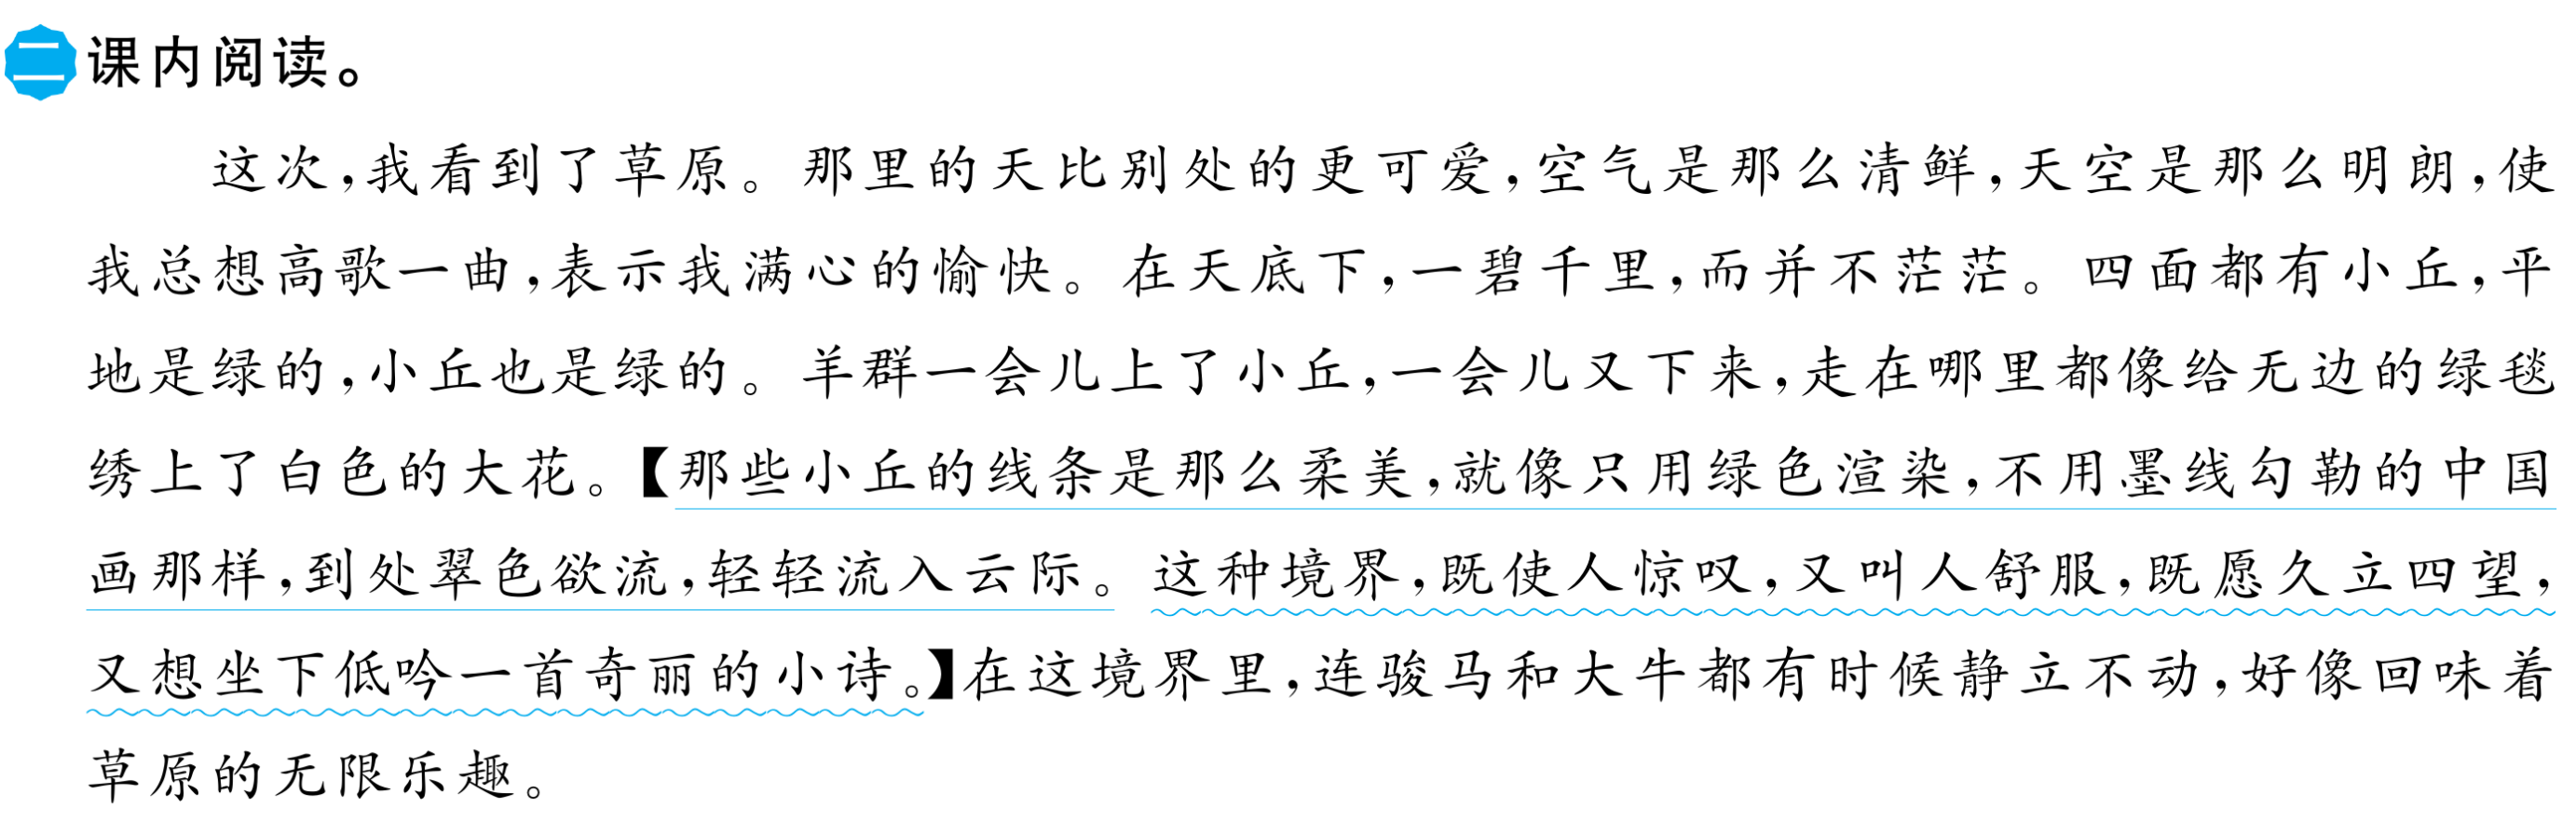 二 课内阅读。
这次,我看到了草原。那里的天比别处的更可爱,空气是那么清鲜,天空是那么明朗,使
我总想高歌一曲,表示我满心的愉快。在天底下,一碧千里,而并不茫茫。四面都有小丘,平
地是绿的,小丘也是绿的。羊群一会儿上了小丘,一会儿又下来,走在哪里都像给无边的绿毯
绣上了白色的大花。【那些小丘的线条是那么柔美,就像只用绿色渲染,不用墨线勾勒的中国
画那样,到处翠色欲流,轻轻流入云际。这种境界,既使人惊叹,又叫人舒服,既愿久立四望,
又想坐下低吟一首奇丽的小诗。】在这境界里,连骏马和大牛都有时候静立不动,好像回味着
草原的无限乐趣。